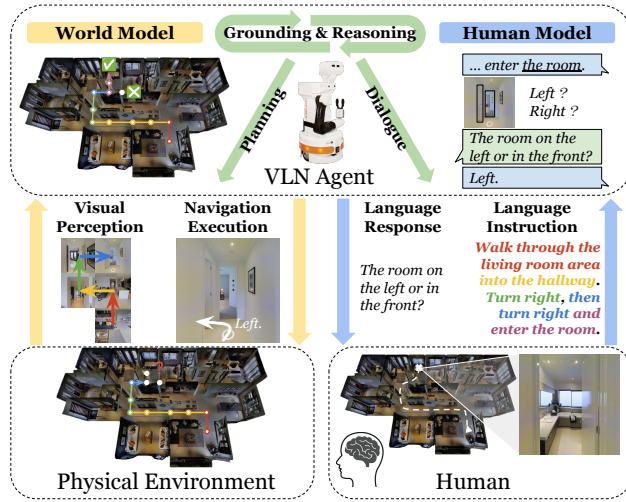 World Model
Grounding & Reasoning
Human Model
... enter the room.
Left ?
Right ?
The room on the
left or in the front?
Left.
Planning
Dialogue
VLN Agent
Visual
Perception
Navigation
Execution
Left.
Language
Response
The room on
the left or in
the front?
Language
Instruction
Walk through the
living room area
into the hallway.
Turn right, then
turn right and
enter the room.
Physical Environment
Human